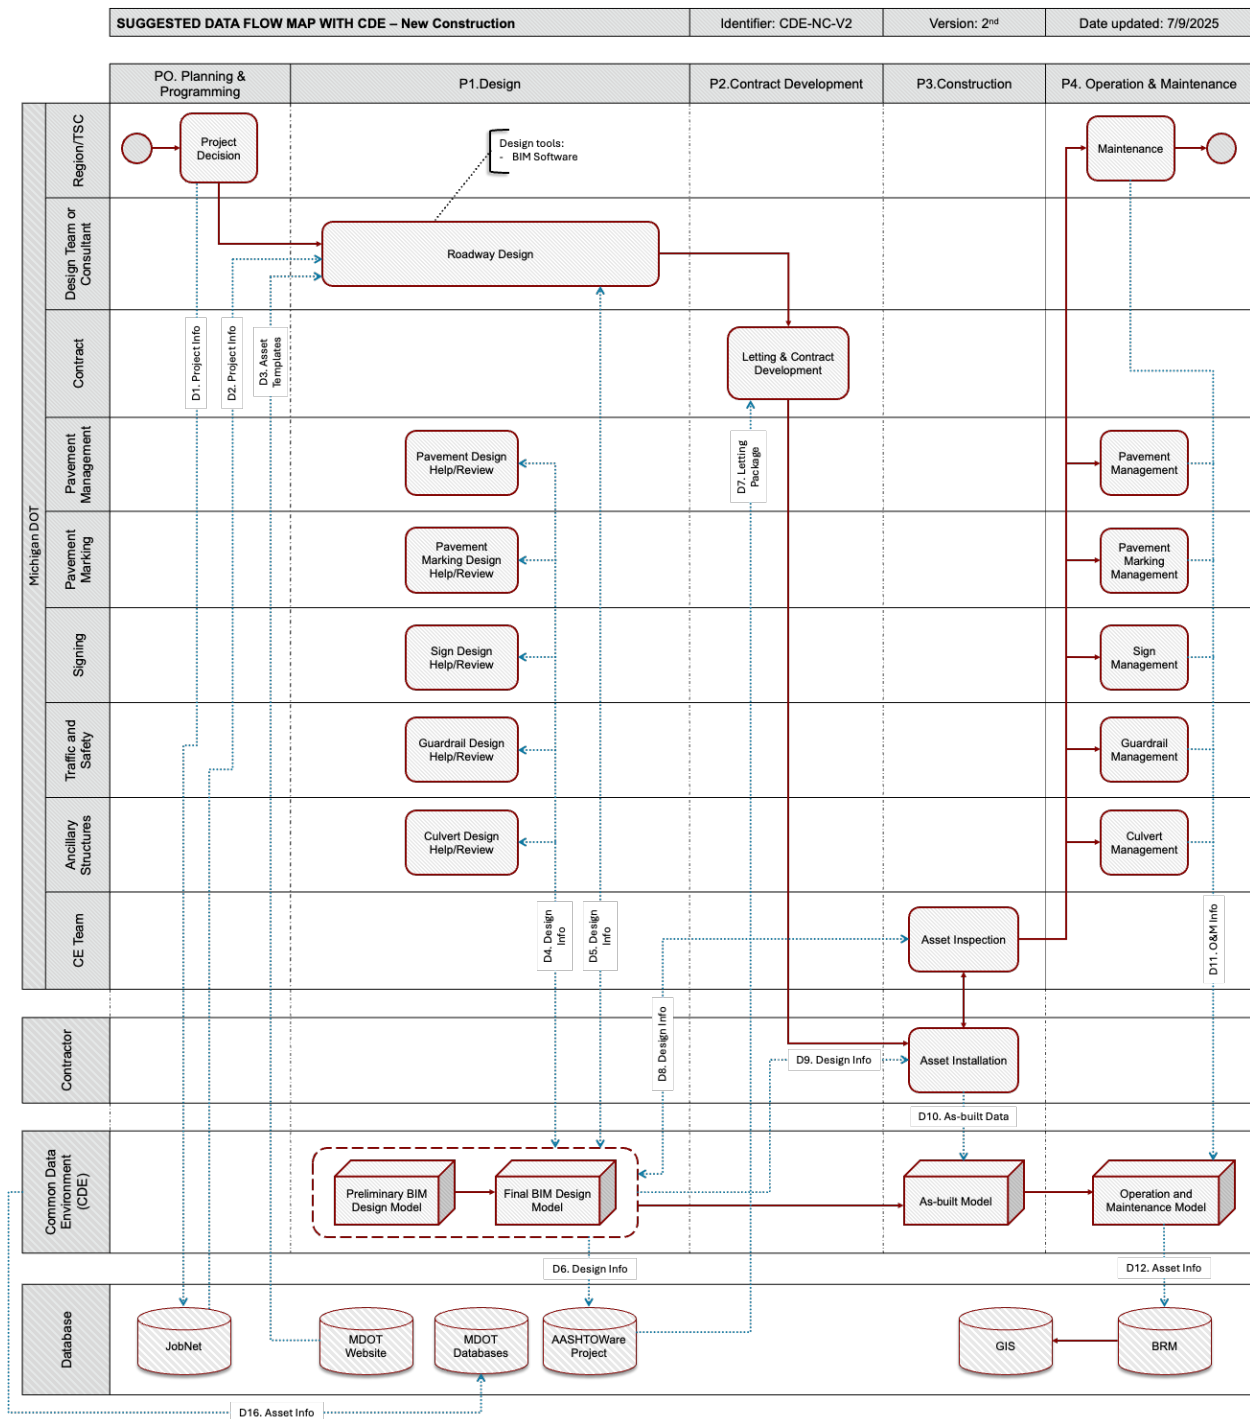 SUGGESTED DATA FLOW MAP WITH CDE – New Construction
Identifier: CDE-NC-V2
Version: 2nd
Date updated: 7/9/2025
PO. Planning &
Programming
P1.Design
P2.Contract Development
P3.Construction
P4. Operation & Maintenance
Michigan DOT
Region/TSC
Project
Decision
Design tools:
- BIM Software
Maintenance
Design Team or
Consultant
Roadway Design
Contract
D1. Project Info
D2. Project Info
D3. Asset
Templates
Letting & Contract
Development
Pavement
Management
Pavement Design
Help/Review
D7. Letting
Package
Pavement
Management
Pavement
Marking
Pavement
Marking Design
Help/Review
Pavement
Marking
Management
Signing
Sign Design
Help/Review
Sign
Management
Traffic and
Safety
Guardrail Design
Help/Review
Guardrail
Management
Ancillary
Structures
Culvert Design
Help/Review
Culvert
Management
CE Team
D4. Design
Info
D5. Design
Info
Asset Inspection
D11. O&M Info
Contractor
D8. Design Info
D9. Design Info
Asset Installation
D10. As-built Data
Common Data
Environment
(CDE)
Preliminary BIM
Design Model
Final BIM Design
Model
As-built Model
Operation and
Maintenance Model
D6. Design Info
D12. Asset Info
Database
JobNet
MDOT
Website
MDOT
Databases
AASHTOWare
Project
GIS
BRM
D16. Asset Info